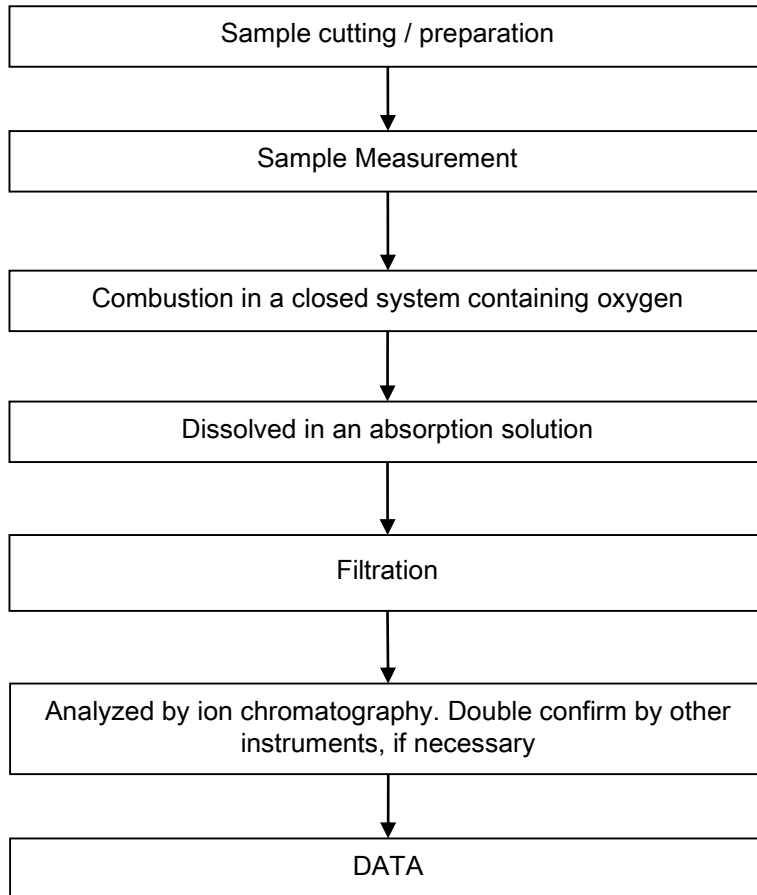 Sample cutting / preparation
Sample Measurement
Combustion in a closed system containing oxygen
Dissolved in an absorption solution
Filtration
Analyzed by ion chromatography. Double confirm by other
instruments, if necessary
DATA